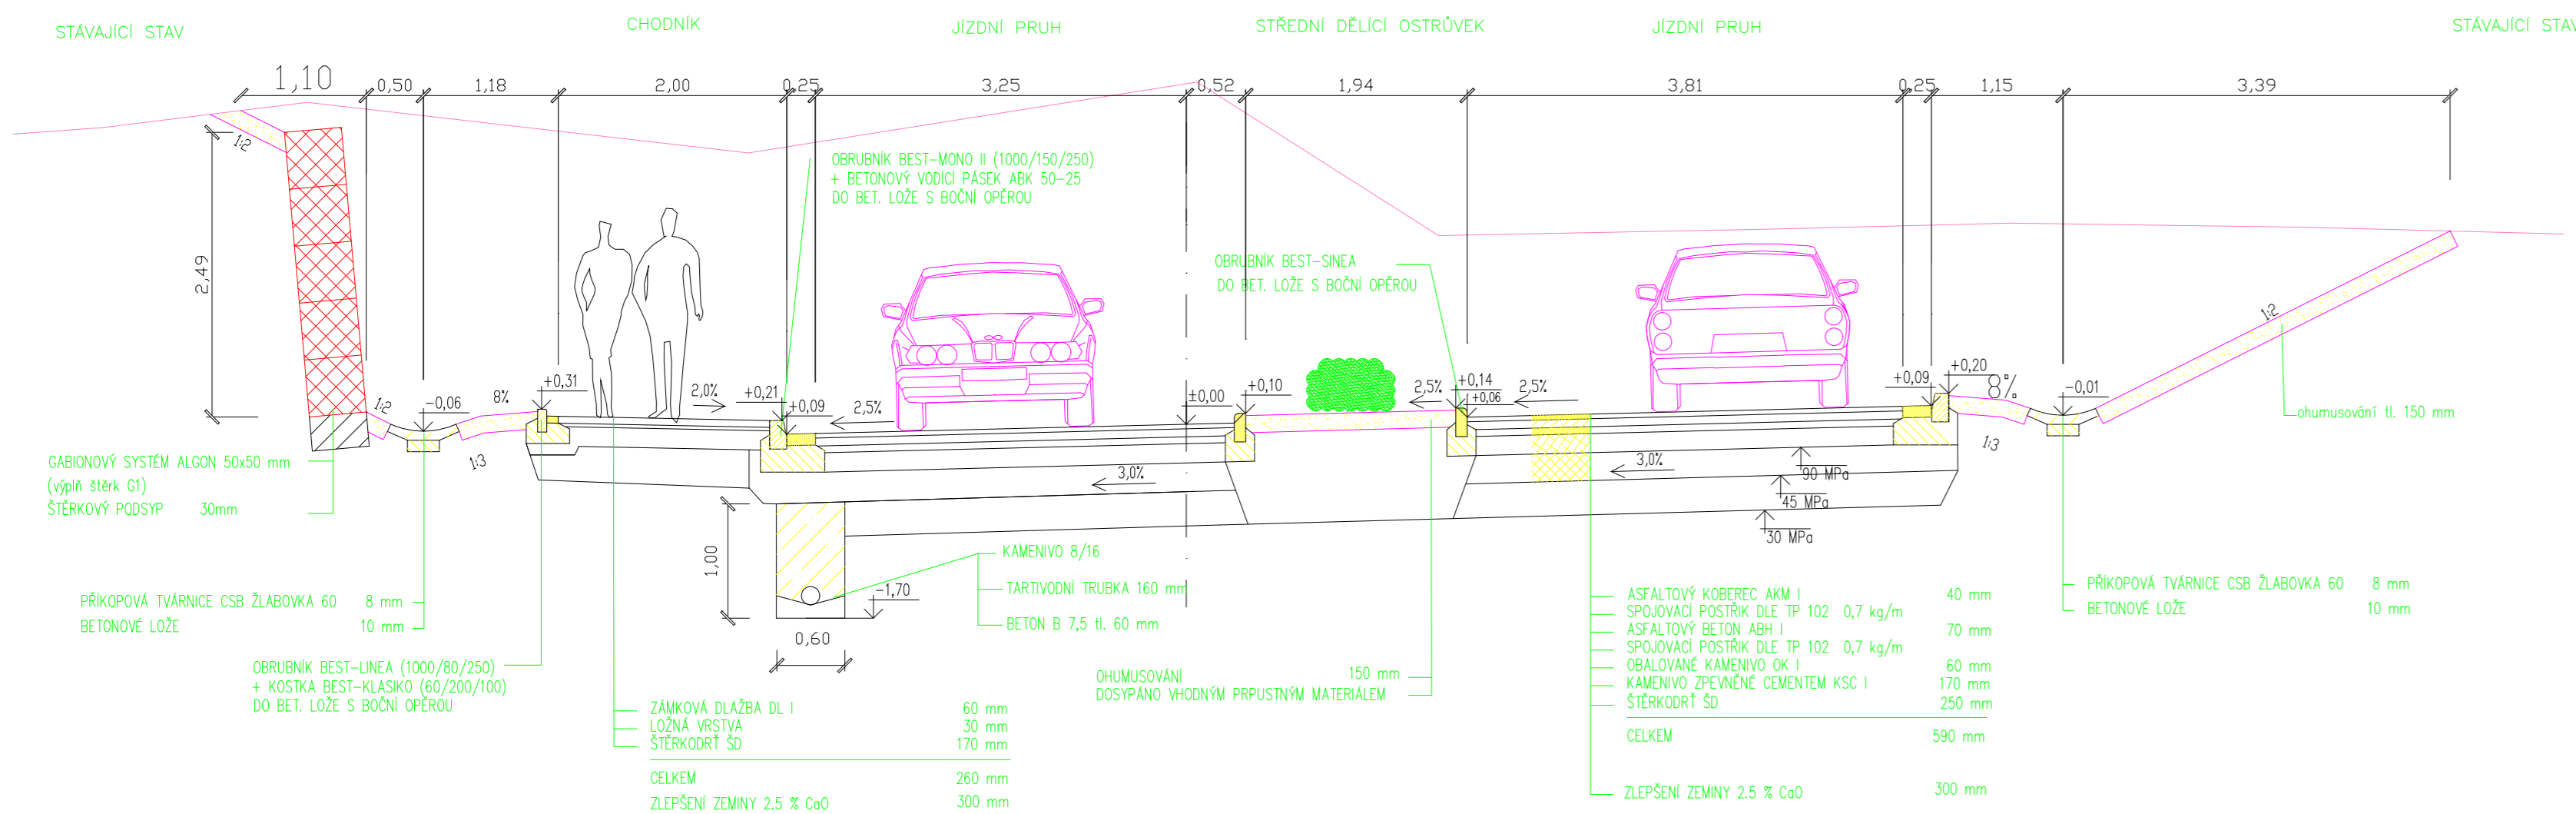 STÁVAJÍCÍ STAV
CHODNÍK
JÍZDNÍ PRUH
STŘEDNÍ DĚLÍCÍ OSTRŮVEK
JÍZDNÍ PRUH
STÁVAJÍCÍ STAV
1,10
0,50
1,18
2,00
0,25
3,25
0,52
1,94
3,81
0,25
1,15
3,39
1:2
2,49
OBRUBNÍK BEST-MONO II (1000/150/250)
+ BETONOVÝ VODÍCÍ PÁSEK ABK 50-25
DO BET. LOŽE S BOČNÍ OPĚROU
OBRUBNÍK BEST-SINEA
DO BET. LOŽE S BOČNÍ OPĚROU
1:2
1:2
-0,06
8%
1:3
+0,31
2,0%
+0,21
+0,09
2,5%
±0,00
+0,10
2,5%
+0,14
+0,06
2,5%
+0,09
+0,20
8%
-0,01
1:3
ohumusování tl. 150 mm
3,0%
3,0%
90 MPa
45 MPa
30 MPa
GABIONOVÝ SYSTÉM ALGON 50x50 mm
(výplň štěrk G1)
ŠTĚRKOVÝ PODSYP 30mm
1,00
-1,70
0,60
KAMENIVO 8/16
TARTIVODNÍ TRUBKA 160 mm
BETON B 7,5 tl. 60 mm
PŘÍKOPOVÁ TVÁRNICE CSB ŽLABOVKA 60 8 mm
BETONOVÉ LOŽE 10 mm
OBRUBNÍK BEST-LINEA (1000/80/250)
+ KOSTKA BEST-KLASIKO (60/200/100)
DO BET. LOŽE S BOČNÍ OPĚROU
ZÁMKOVÁ DLAŽBA DL I 60 mm
LOŽNÁ VRSTVA 30 mm
ŠTĚRKODRŤ ŠD 170 mm
CELKEM 260 mm
ZLEPŠENÍ ZEMINY 2.5 % CaO 300 mm
OHUMUSOVÁNÍ 150 mm
DOSYPÁNO VHODNÝM PRPUSTNÝM MATERIÁLEM
ASFALTOVÝ KOBEREC AKM I 40 mm
SPOJOVACÍ POSTŘIK DLE TP 102 0,7 kg/m
ASFALTOVÝ BETON ABH I 70 mm
SPOJOVACÍ POSTŘIK DLE TP 102 0,7 kg/m
OBALOVANÉ KAMENIVO OK I 60 mm
KAMENIVO ZPEVNĚNÉ CEMENTEM KSC I 170 mm
ŠTĚRKODRŤ ŠD 250 mm
CELKEM 590 mm
ZLEPŠENÍ ZEMINY 2.5 % CaO 300 mm
PŘÍKOPOVÁ TVÁRNICE CSB ŽLABOVKA 60 8 mm
BETONOVÉ LOŽE 10 mm